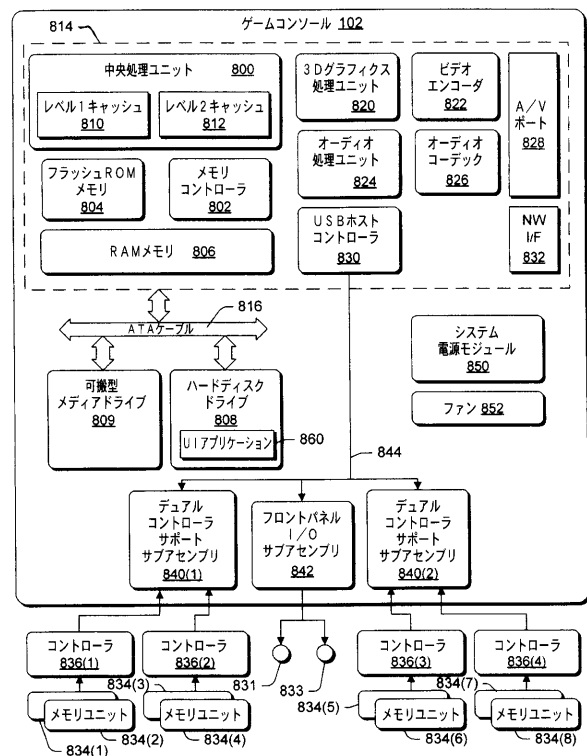 ゲームコンソール 102
814
中央処理ユニット 800
レベル1キャッシュ
810
レベル2キャッシュ
812
3Dグラフィクス
処理ユニット
820
ビデオ
エンコーダ
822
A/V
ポート
828
フラッシュROM
メモリ
804
メモリ
コントローラ
802
オーディオ
処理ユニット
824
オーディオ
コーデック
826
RAMメモリ 806
USBホスト
コントローラ
830
NW
I/F
832
816
ATAケーブル
可搬型
メディアドライブ
809
ハードディスク
ドライブ
808
UIアプリケーション
860
システム
電源モジュール
850
ファン 852
844
デュアル
コントローラ
サポート
サブアセンブリ
840(1)
フロントパネル
I/O
サブアセンブリ
842
デュアル
コントローラ
サポート
サブアセンブリ
840(2)
コントローラ
836(1)
コントローラ
836(2)
831
833
コントローラ
836(3)
コントローラ
836(4)
834(3)
834(5)
834(7)
メモリユニット
834(1)
834(2)
メモリユニット
834(4)
メモリユニット
834(6)
メモリユニット
834(8)